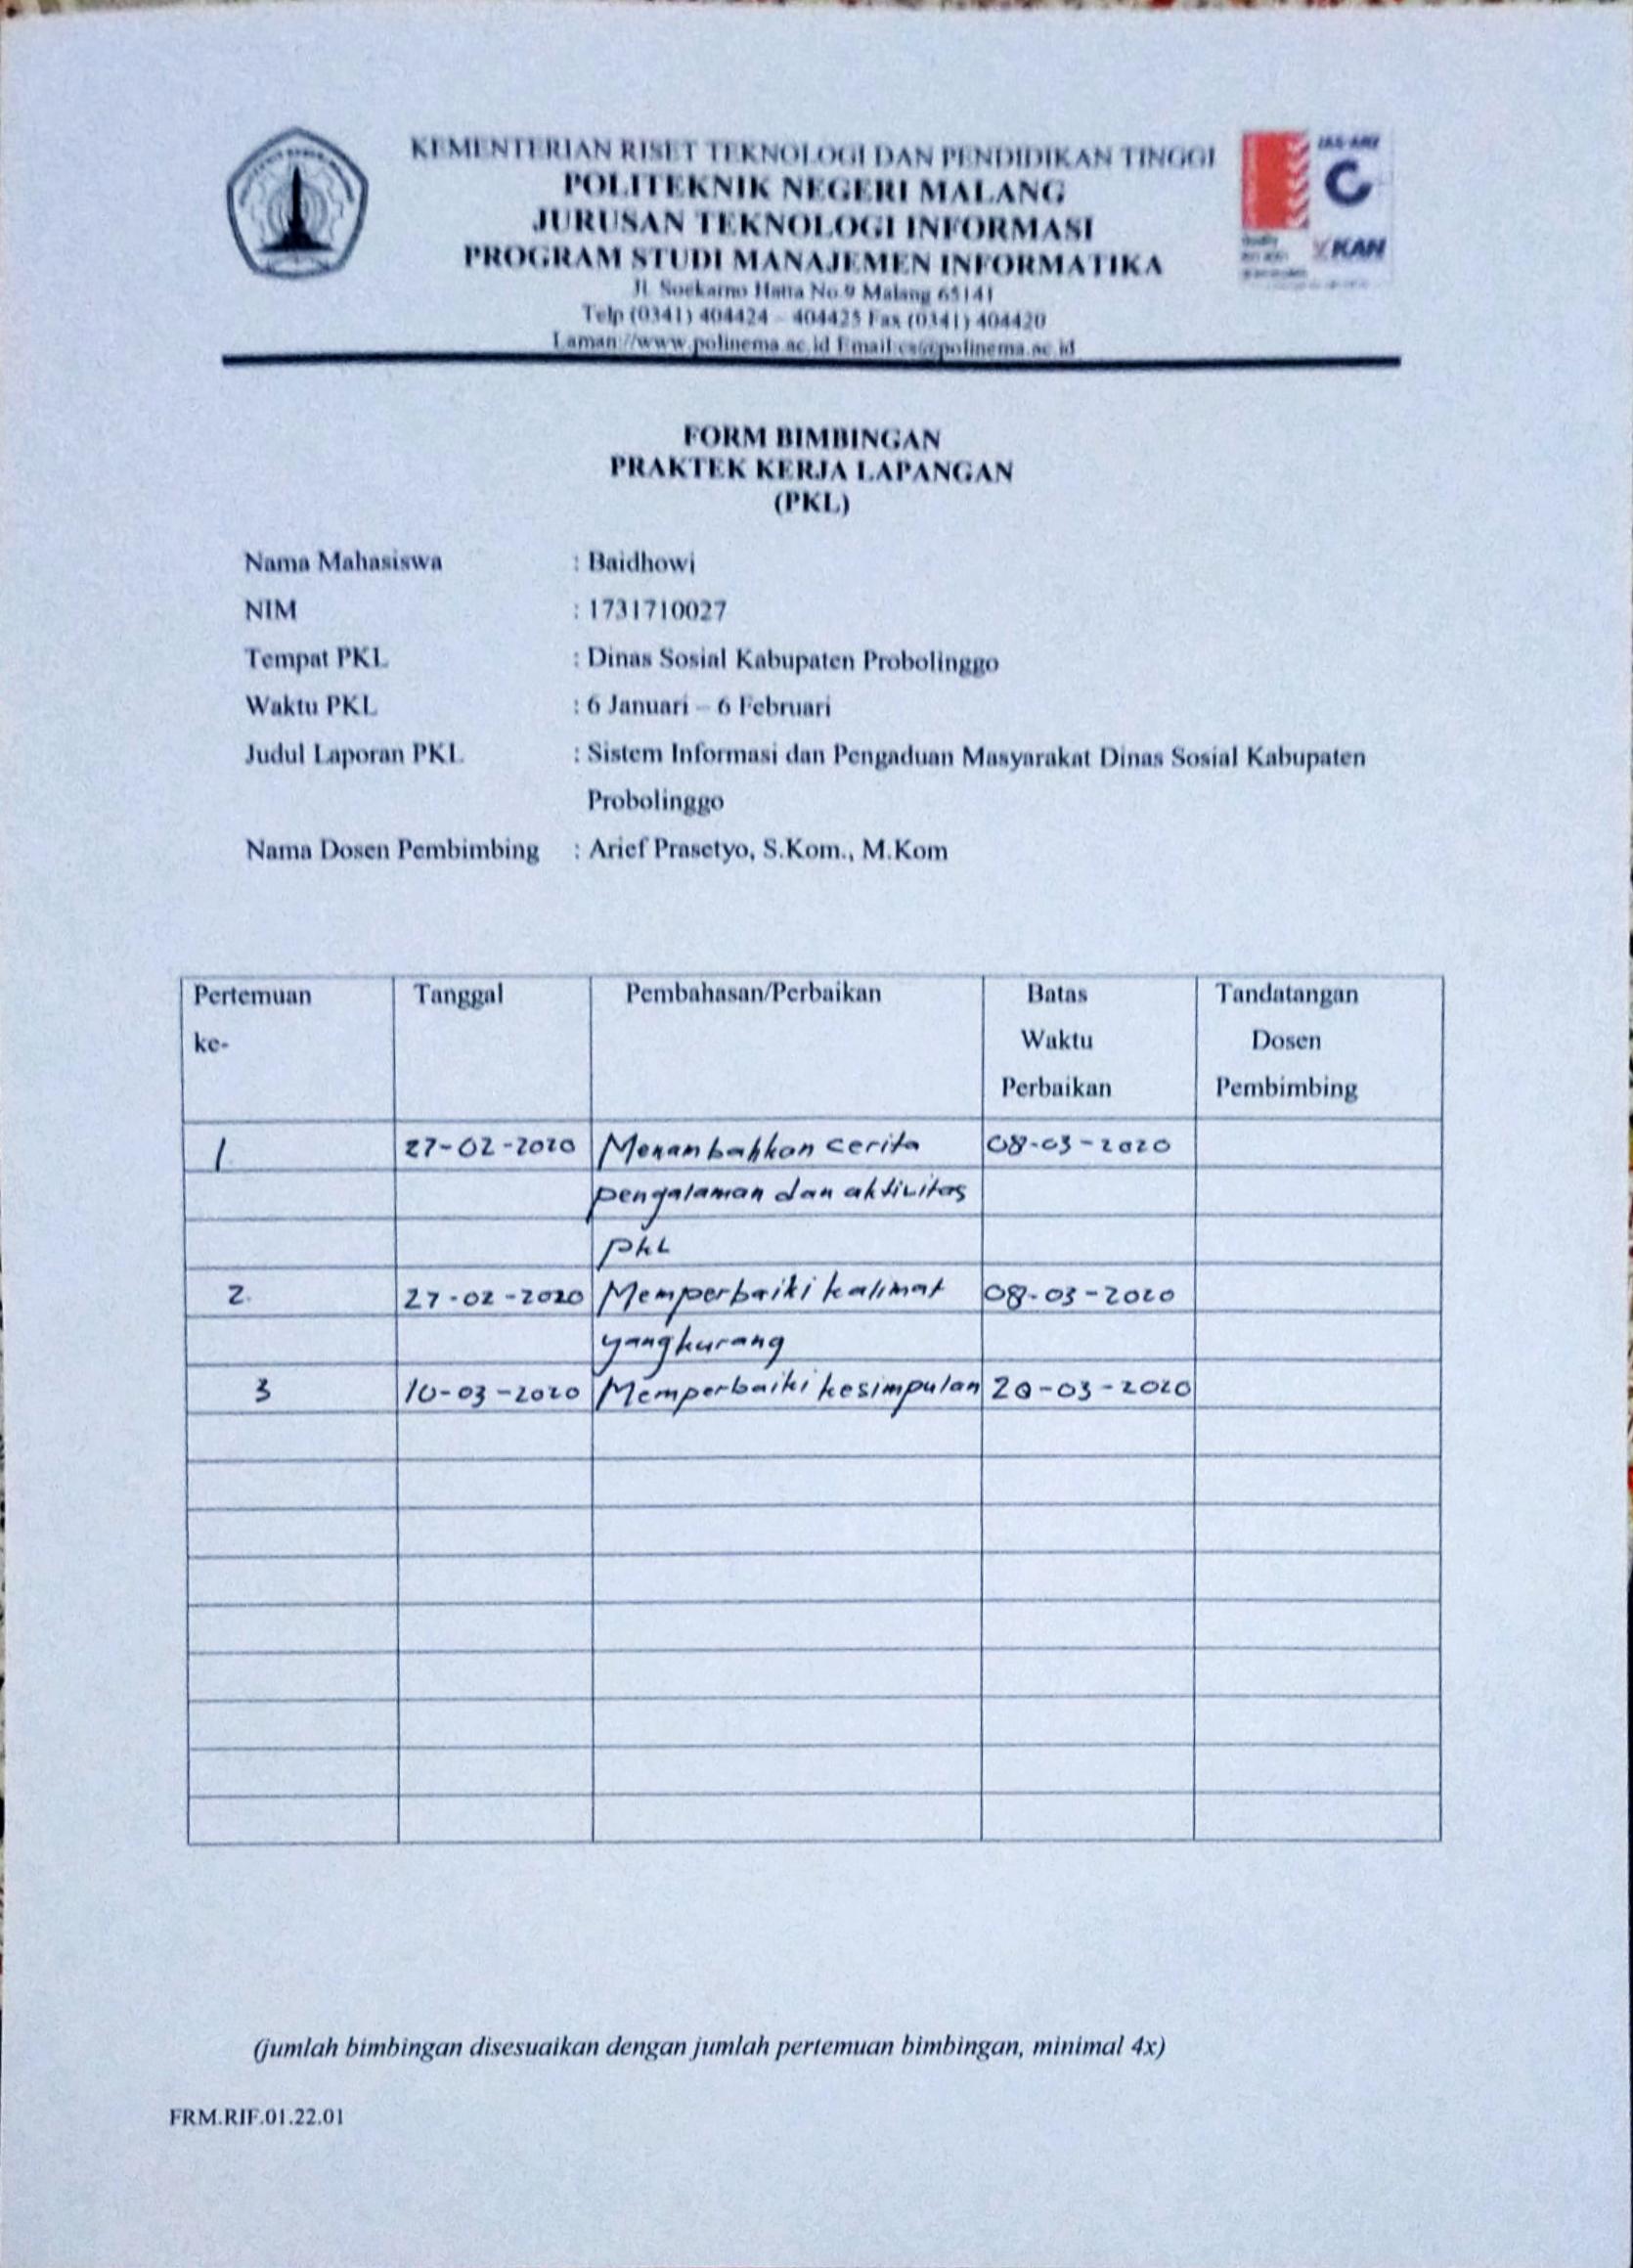 KEMENTERIAN RISET TEKNOLOGI DAN PENDIDIKAN TINGGI
POLITEKNIK NEGERI MALANG
JURUSAN TEKNOLOGI INFORMASI
PROGRAM STUDI MANAJEMEN INFORMATIKA
Jl. Soekarno Hatta No.9 Malang 65141
Telp (0341) 404424 – 404425 Fax (0341) 404420
Laman://www.polinema.ac.id Email:cs@polinema.ac.id
JAS-ANZ
KAN
FORM BIMBINGAN
PRAKTEK KERJA LAPANGAN
(PKL)
Nama Mahasiswa : Baidhowi
NIM : 1731710027
Tempat PKL : Dinas Sosial Kabupaten Probolinggo
Waktu PKL : 6 Januari – 6 Februari
Judul Laporan PKL : Sistem Informasi dan Pengaduan Masyarakat Dinas Sosial Kabupaten
Probolinggo
Nama Dosen Pembimbing : Arief Prasetyo, S.Kom., M.Kom
Pertemuan Tanggal Pembahasan/Perbaikan Batas Tandatangan
ke- Waktu Dosen
Perbaikan Pembimbing
1 27-02-2020 Menambahkan cerita 08-03-2020
pengalaman dan aktivitas
PKL
2. 27-02-2020 Memperbaiki kalimat 08-03-2020
yang kurang
3 10-03-2020 Memperbaiki kesimpulan 20-03-2020
(jumlah bimbingan disesuaikan dengan jumlah pertemuan bimbingan, minimal 4x)
FRM.RIF.01.22.01